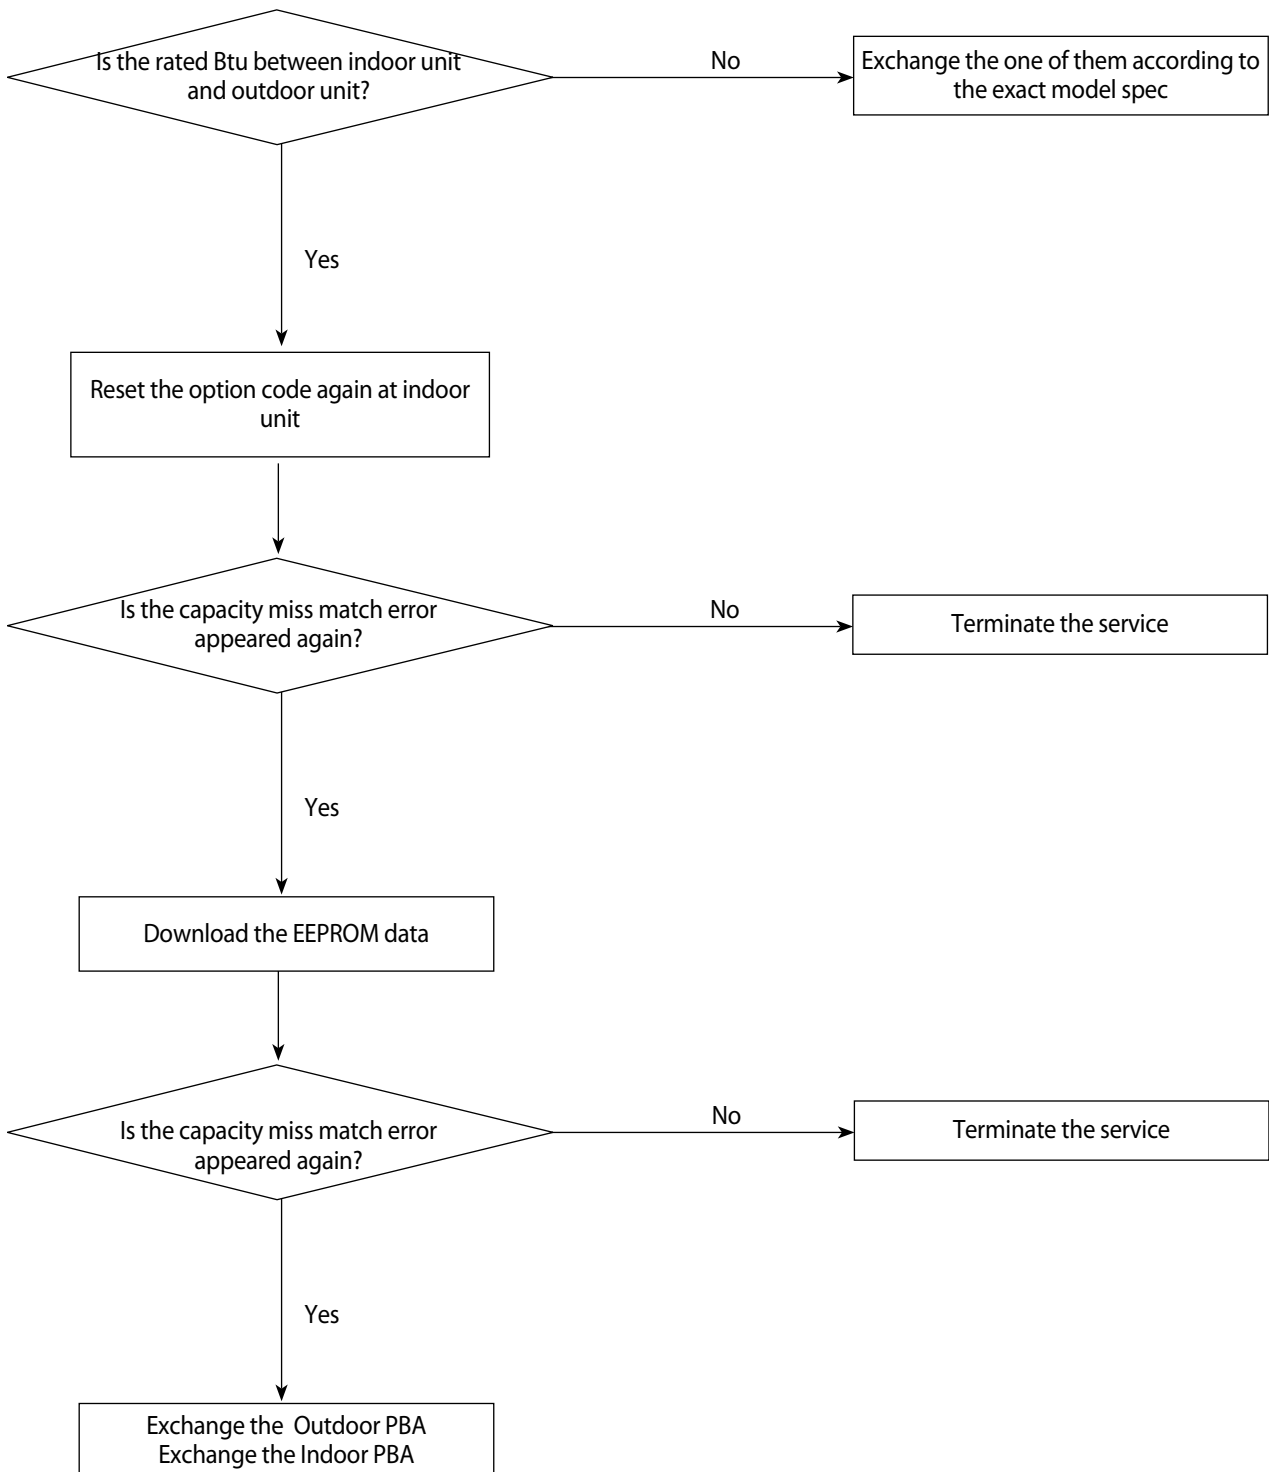 Is the rated Btu between indoor unit
and outdoor unit?
No
Exchange the one of them according to
the exact model spec
Yes
Reset the option code again at indoor
unit
Is the capacity miss match error
appeared again?
No
Terminate the service
Yes
Download the EEPROM data
Is the capacity miss match error
appeared again?
No
Terminate the service
Yes
Exchange the Outdoor PBA
Exchange the Indoor PBA